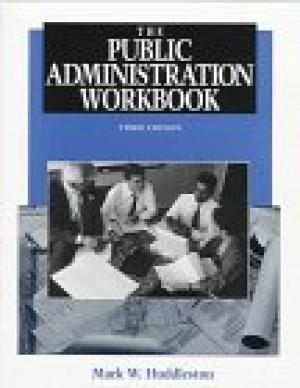 THE
PUBLIC
ADMINISTRATION
WORKBOOK
THIRD EDITION
Mark W. Huddleston